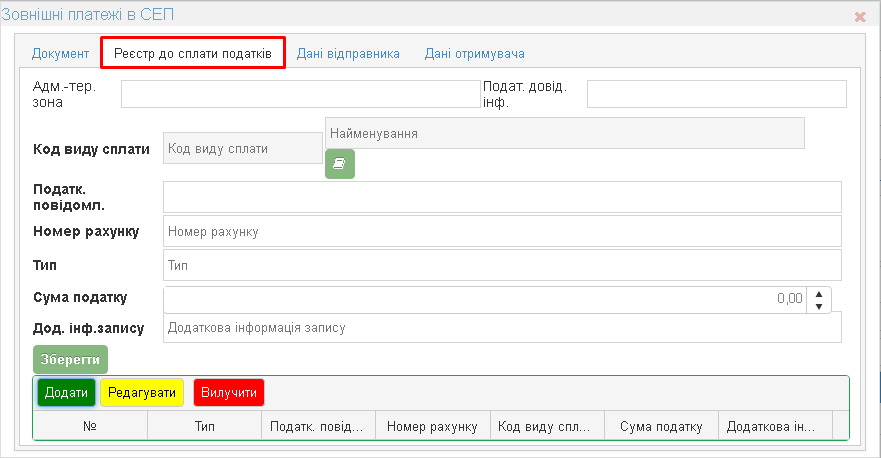 Зовнішні платежі в СЕП
Документ Реєстр до сплати податків Дані відправника Дані отримувача
Адм.-тер. зона
Подат. довід. інф.
Код виду сплати Код виду сплати Найменування
Податк. повідомл.
Номер рахунку Номер рахунку
Тип Тип
Сума податку 0,00
Дод. інф.запису Додаткова інформація запису
Зберегти
Додати Редагувати Вилучити
№ Тип Податк. повід... Номер рахунку Код виду спл... Сума податку Додаткова ін...